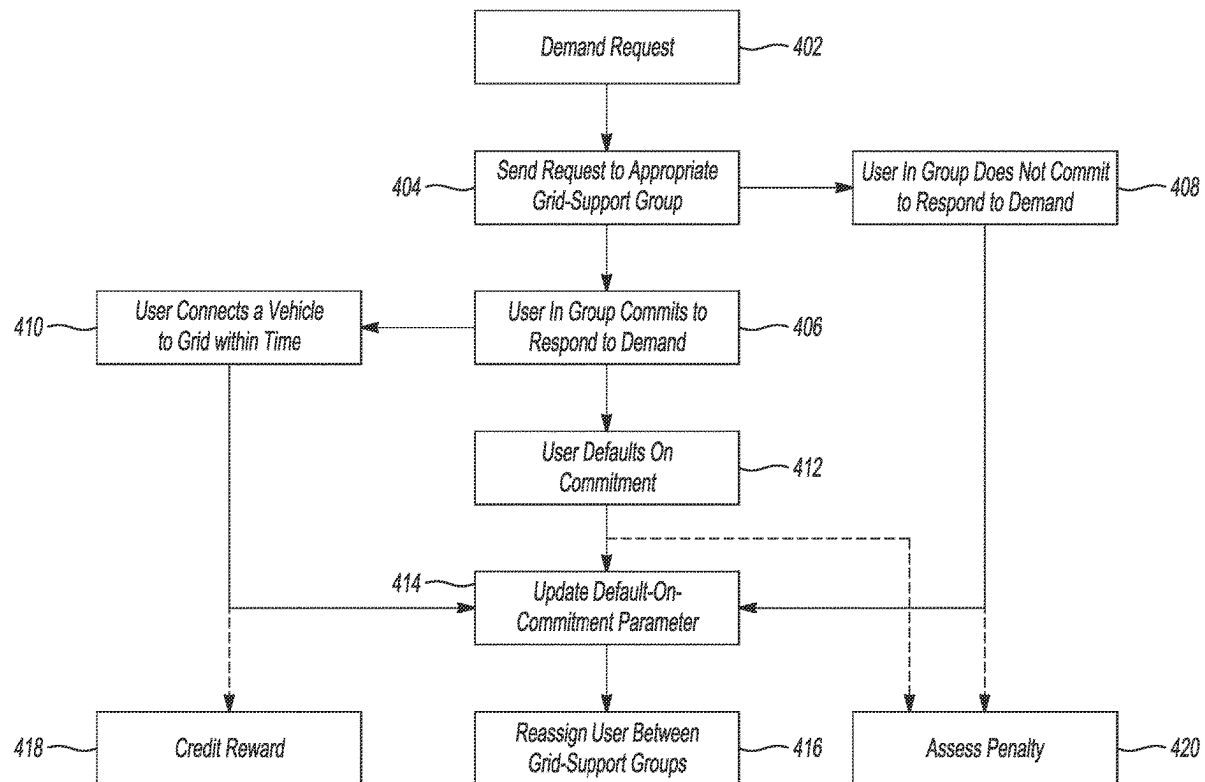 Demand Request
402
404
Send Request to Appropriate
Grid-Support Group
User In Group Does Not Commit
to Respond to Demand
408
410
User Connects a Vehicle
to Grid within Time
User In Group Commits to
Respond to Demand
406
User Defaults On
Commitment
412
414
Update Default-On-
Commitment Parameter
418
Credit Reward
Reassign User Between
Grid-Support Groups
416
Assess Penalty
420